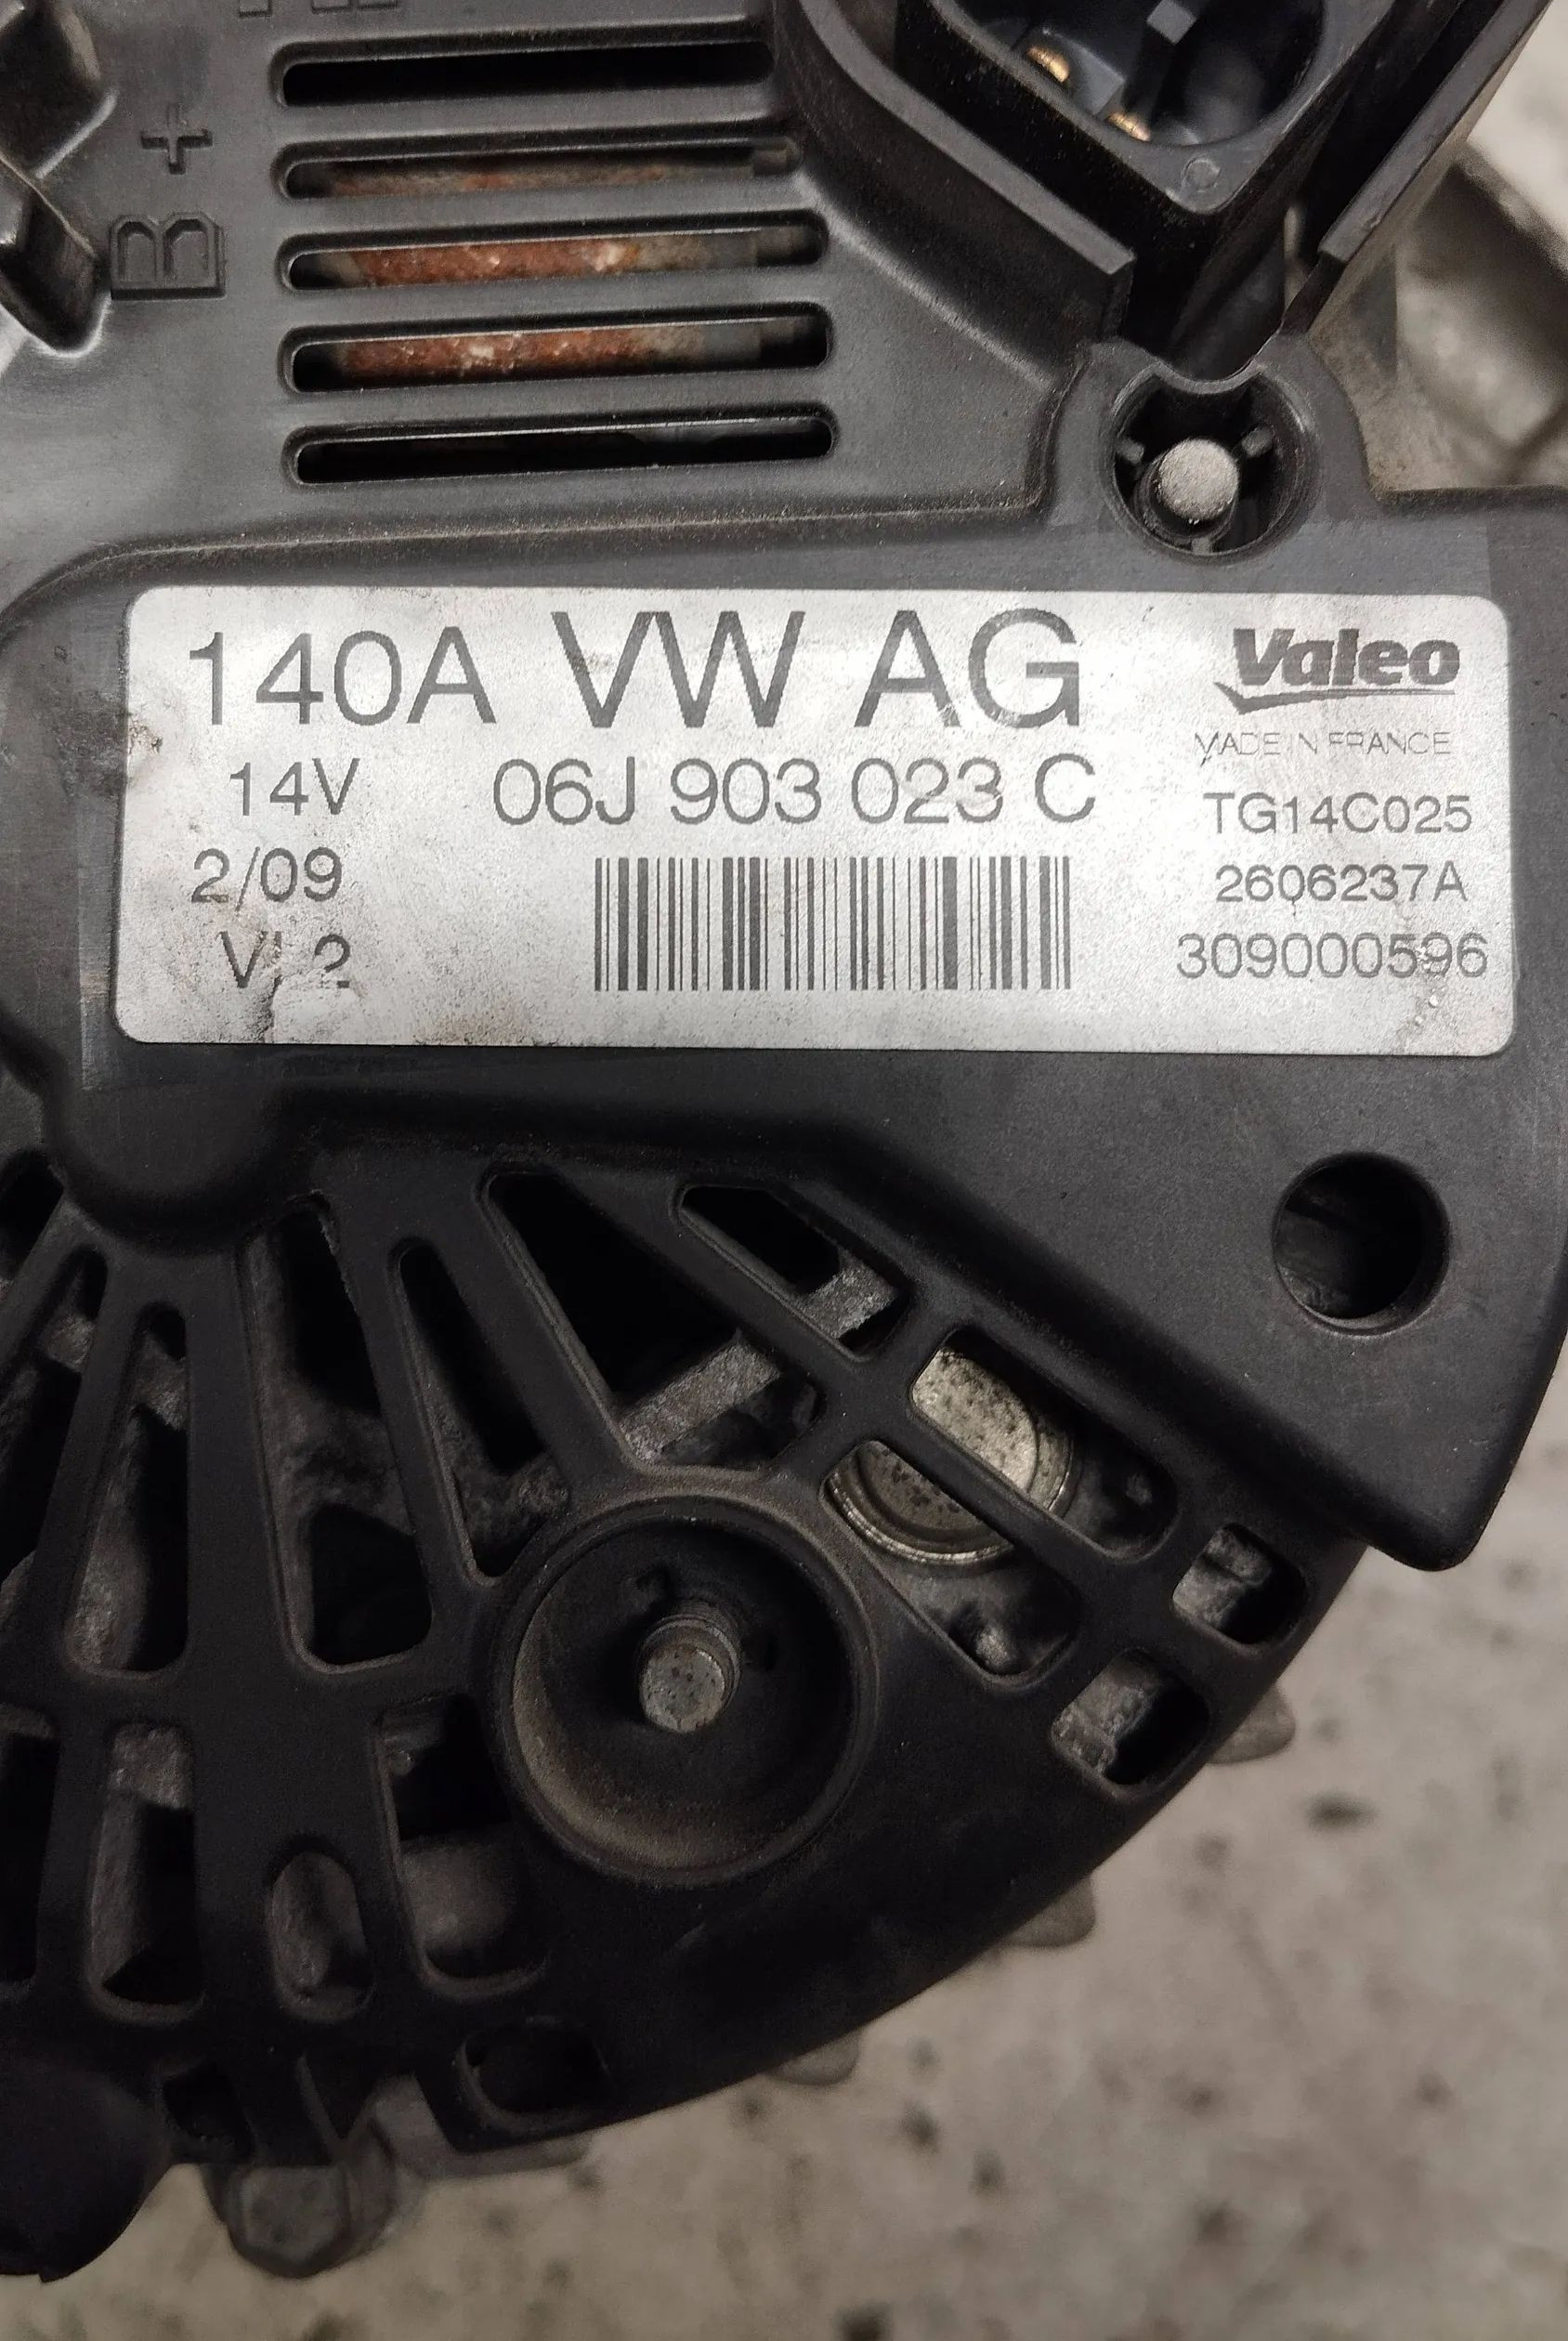 B+
140A VW AG
Valeo
MADE IN FRANCE
14V
06J 903 023 C
TG14C025
2/09
2606237A
309000596